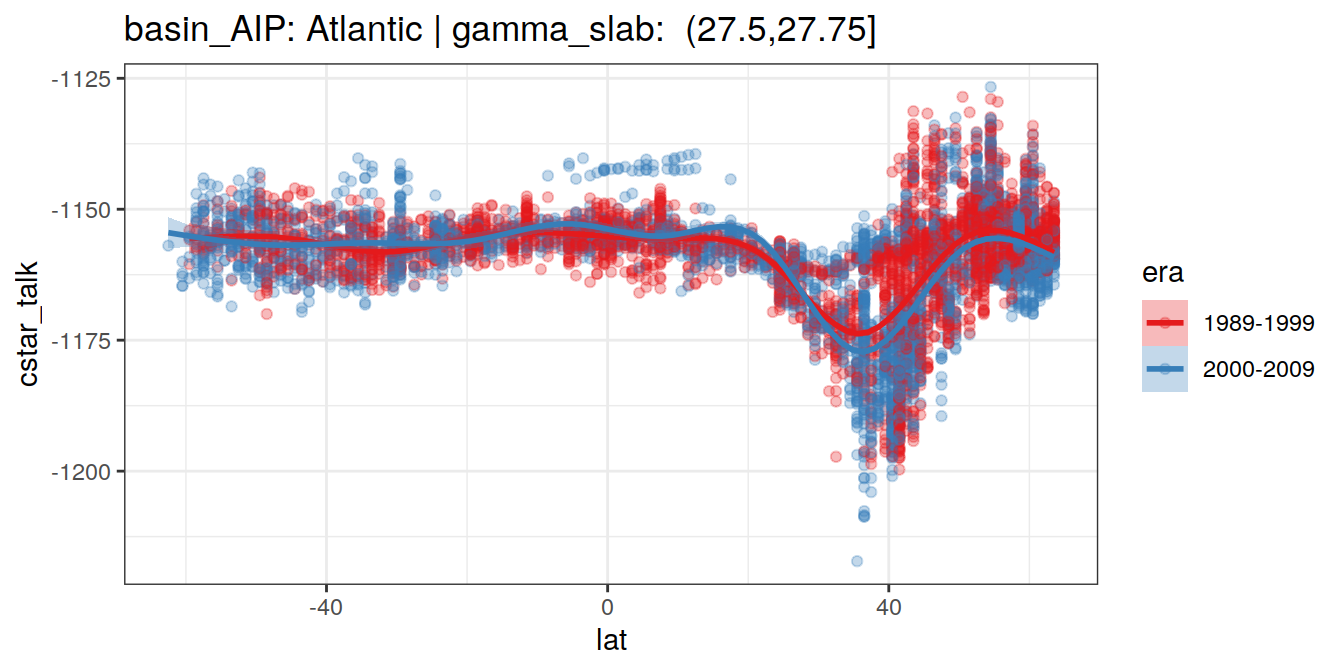 basin_AIP: Atlantic | gamma_slab:  (27.5,27.75]
-1125
-1150
-1175
-1200
cstar_talk
-40
0
40
lat
era
1989-1999
2000-2009